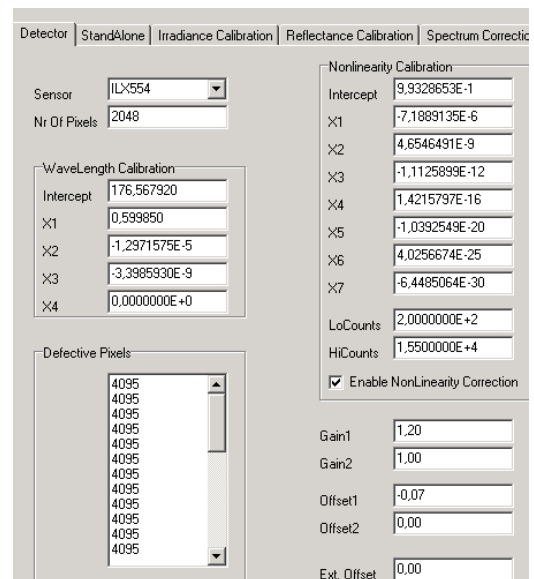 Detector StandAlone Irradiance Calibration Reflectance Calibration Spectrum Correctio
Sensor ILX554
Nr Of Pixels 2048
WaveLength Calibration
Intercept 176,567920
X1 0,599850
X2 -1,2971575E-5
X3 -3,3985930E-9
X4 0,0000000E+0
Defective Pixels
4095
4095
4095
4095
4095
4095
4095
4095
4095
4095
4095
4095
Nonlinearity Calibration
Intercept 9,9328653E-1
X1 -7,1889135E-6
X2 4,6546491E-9
X3 -1,1125899E-12
X4 1,4215797E-16
X5 -1,0392549E-20
X6 4,0256674E-25
X7 -6,4485064E-30
LoCounts 2,0000000E+2
HiCounts 1,5500000E+4
Enable NonLinearity Correction
Gain1 1,20
Gain2 1,00
Offset1 -0,07
Offset2 0,00
Ext. Offset 0,00